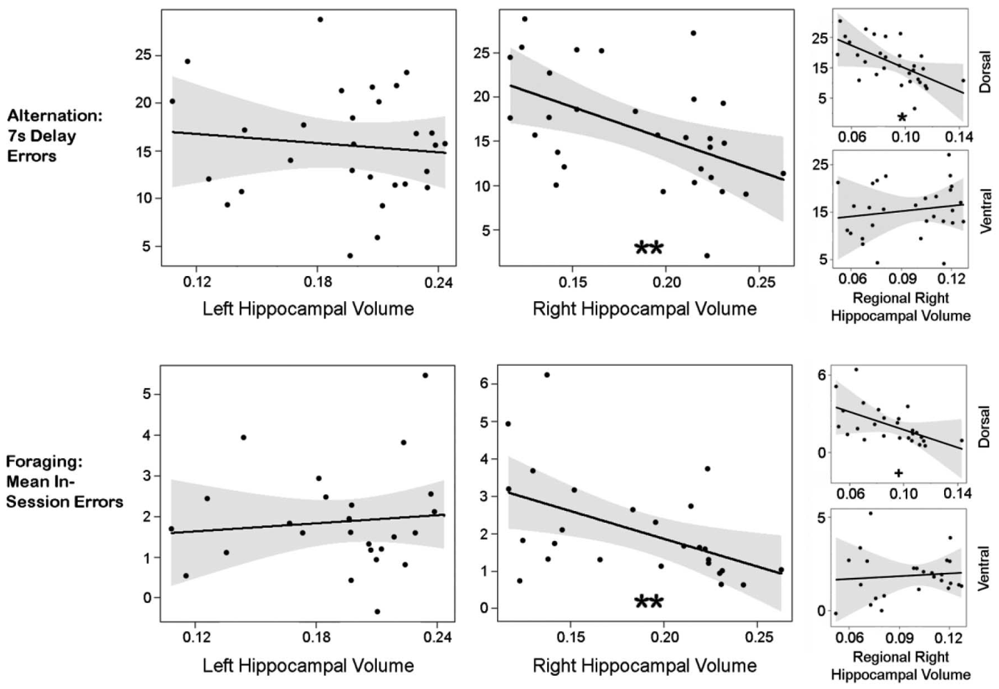 Alternation:
7s Delay
Errors
25
20
15
10
5
0.12 0.18 0.24
Left Hippocampal Volume
25
20
15
10
5
**
0.15 0.20 0.25
Right Hippocampal Volume
25
15
5
*
0.06 0.10 0.14
Dorsal
25
15
5
0.06 0.09 0.12
Ventral
Regional Right
Hippocampal Volume
Foraging:
Mean In-
Session Errors
5
4
3
2
1
0
0.12 0.18 0.24
Left Hippocampal Volume
6
5
4
3
2
1
0
**
0.15 0.20 0.25
Right Hippocampal Volume
6
0
+
0.06 0.10 0.14
Dorsal
5
0
0.06 0.09 0.12
Ventral
Regional Right
Hippocampal Volume